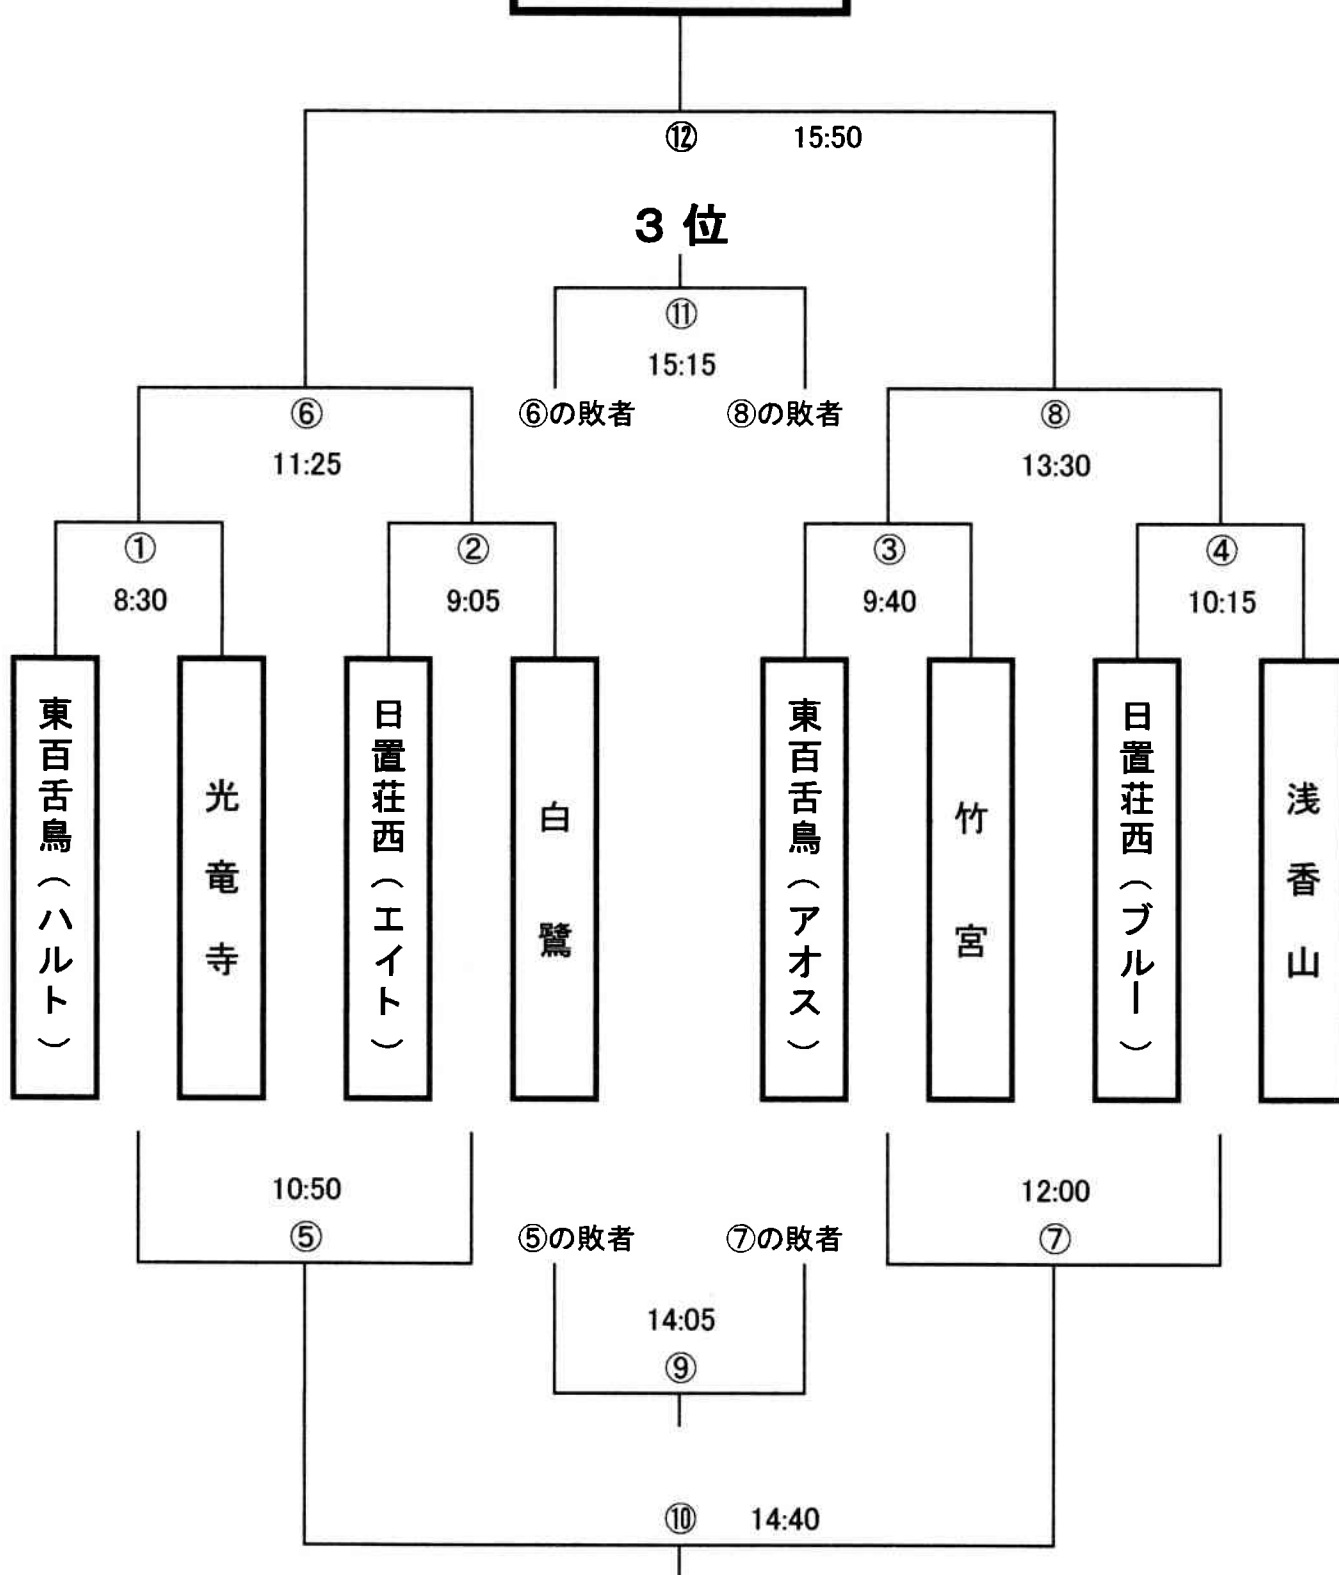 ⑫ 15:50
3 位
⑪
15:15
⑥の敗者 ⑧の敗者
⑥ ⑧
11:25 13:30
① ② ③ ④
8:30 9:05 9:40 10:15
東百舌鳥(ハルト)
光竜寺
日置荘西(エイト)
白鷺
東百舌鳥(アオス)
竹宮
日置荘西(ブルー)
浅香山
10:50 12:00
⑤ ⑦
⑤の敗者 ⑦の敗者
14:05
⑨
⑩ 14:40